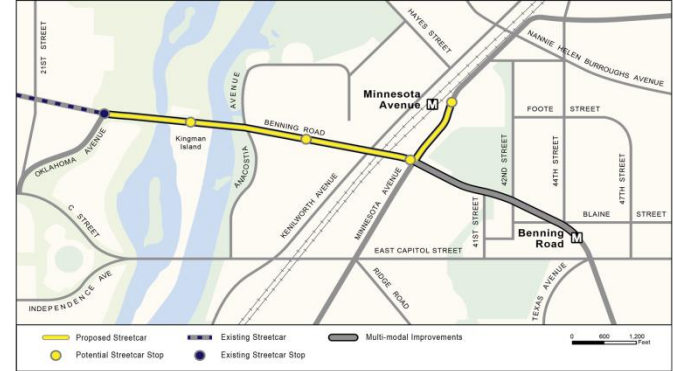 21ST STREET
HAYES STREET
NANNIE HELEN BURROUGHS AVENUE
Minnesota
Avenue
M
FOOTE STREET
AVENUE
ANACOSTIA
BENNING ROAD
Kingman
Island
OKLAHOMA AVENUE
42ND STREET
44TH STREET
47TH STREET
KENILWORTH AVENUE
MINNESOTA AVENUE
C STREET
41ST STREET
BLAINE STREET
Benning
Road
M
EAST CAPITOL STREET
INDEPENDENCE AVE
RIDGE ROAD
TEXAS AVENUE
Proposed Streetcar
Existing Streetcar
Multi-modal Improvements
Potential Streetcar Stop
Existing Streetcar Stop
0 600 1,200
Feet